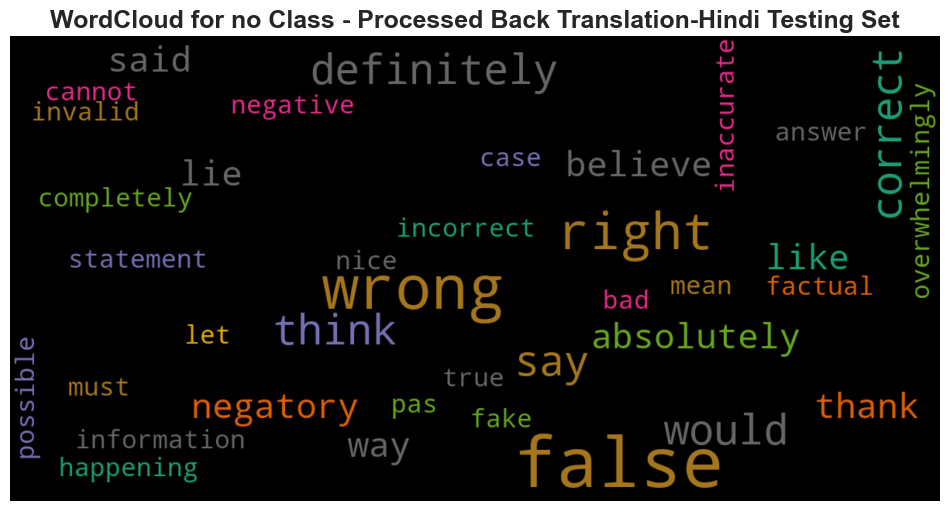 WordCloud for no Class - Processed Back Translation-Hindi Testing Set
said
definitely
cannot
invalid
negative
inaccurate
correct
overwhelmingly
answer
case
believe
lie
completely
incorrect
right
statement
nice
like
wrong
bad
mean
factual
let
think
absolutely
say
possible
must
true
negatory
pas
fake
thank
information
way
would
happening
false